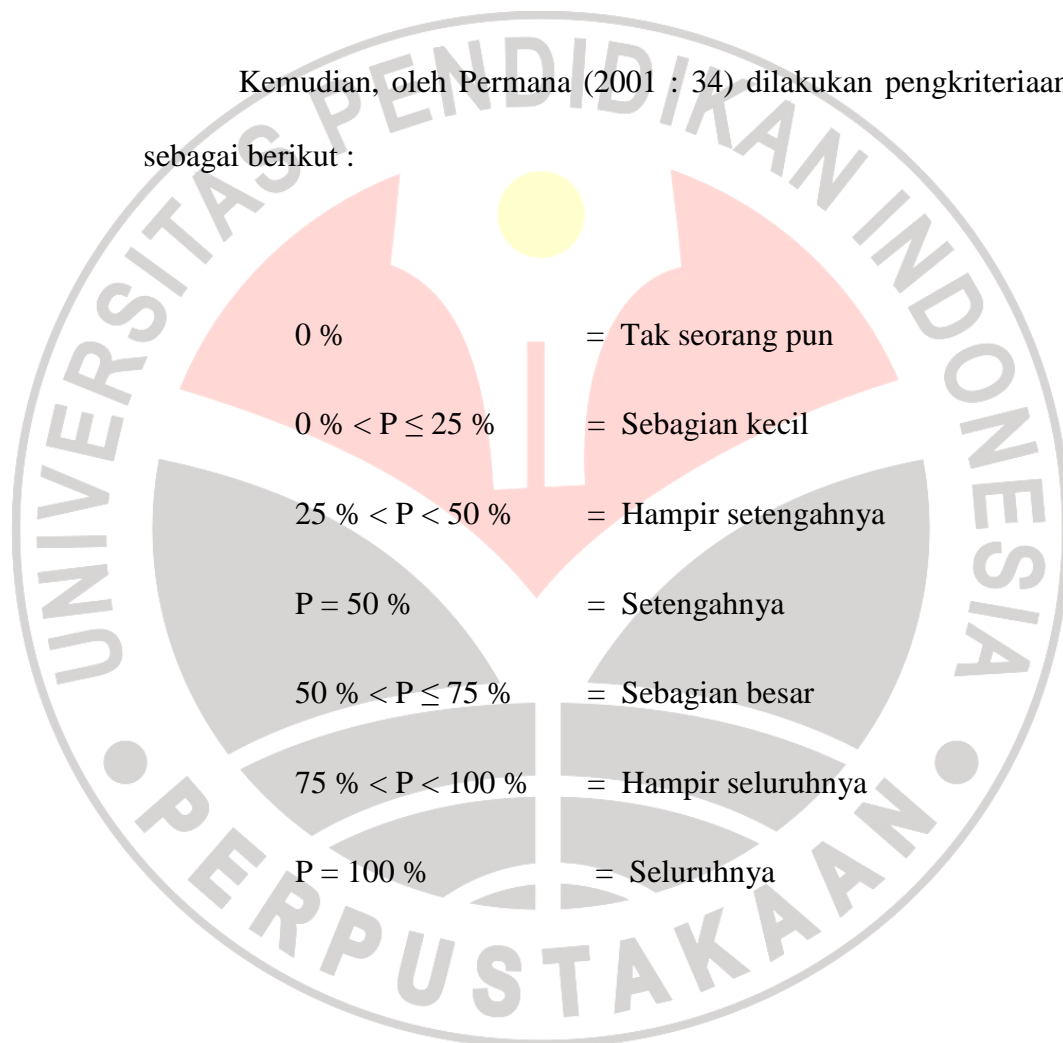 Kemudian, oleh Permana (2001 : 34) dilakukan pengkriteriaan
sebagai berikut :
0 % = Tak seorang pun
0 % < P ≤ 25 % = Sebagian kecil
25 % < P < 50 % = Hampir setengahnya
P = 50 % = Setengahnya
50 % < P ≤ 75 % = Sebagian besar
75 % < P < 100 % = Hampir seluruhnya
P = 100 % = Seluruhnya
UNIVERSITAS PENDIDIKAN INDONESIA
PERPUSTAKAAN